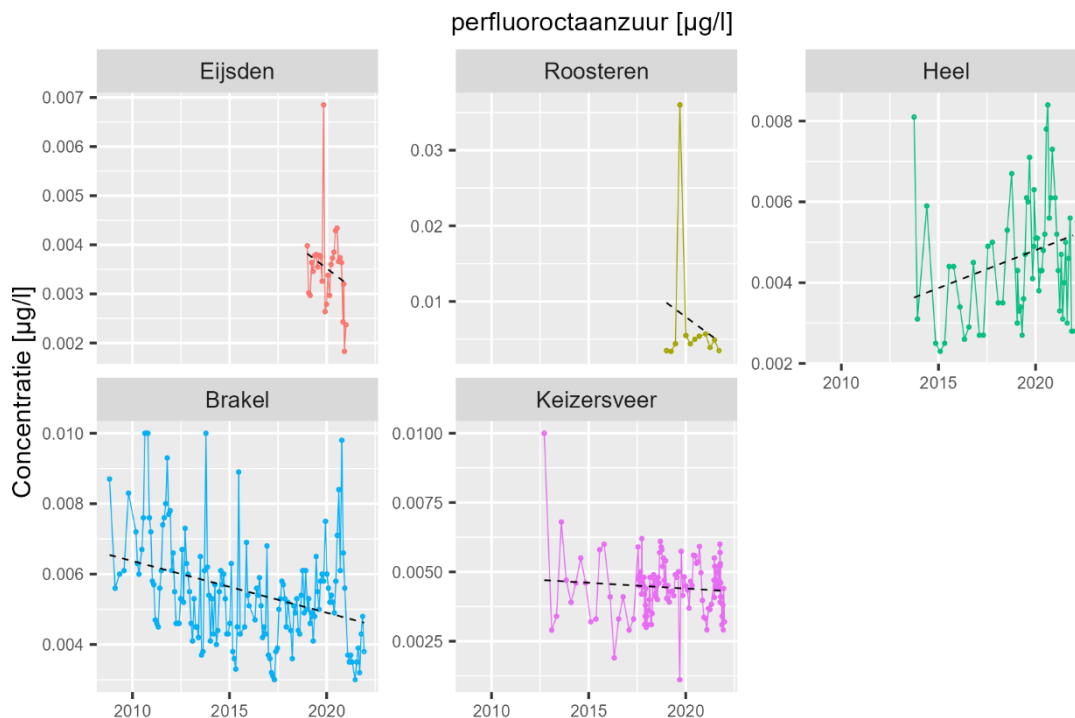 perfluoroctaanzuur [µg/l]
Concentratie [µg/l]
Eijsden
0.007
0.006
0.005
0.004
0.003
0.002
Roosteren
0.03
0.02
0.01
Heel
0.008
0.006
0.004
0.002
2010 2015 2020
Brakel
0.010
0.008
0.006
0.004
2010 2015 2020
Keizersveer
0.0100
0.0075
0.0050
0.0025
2010 2015 2020